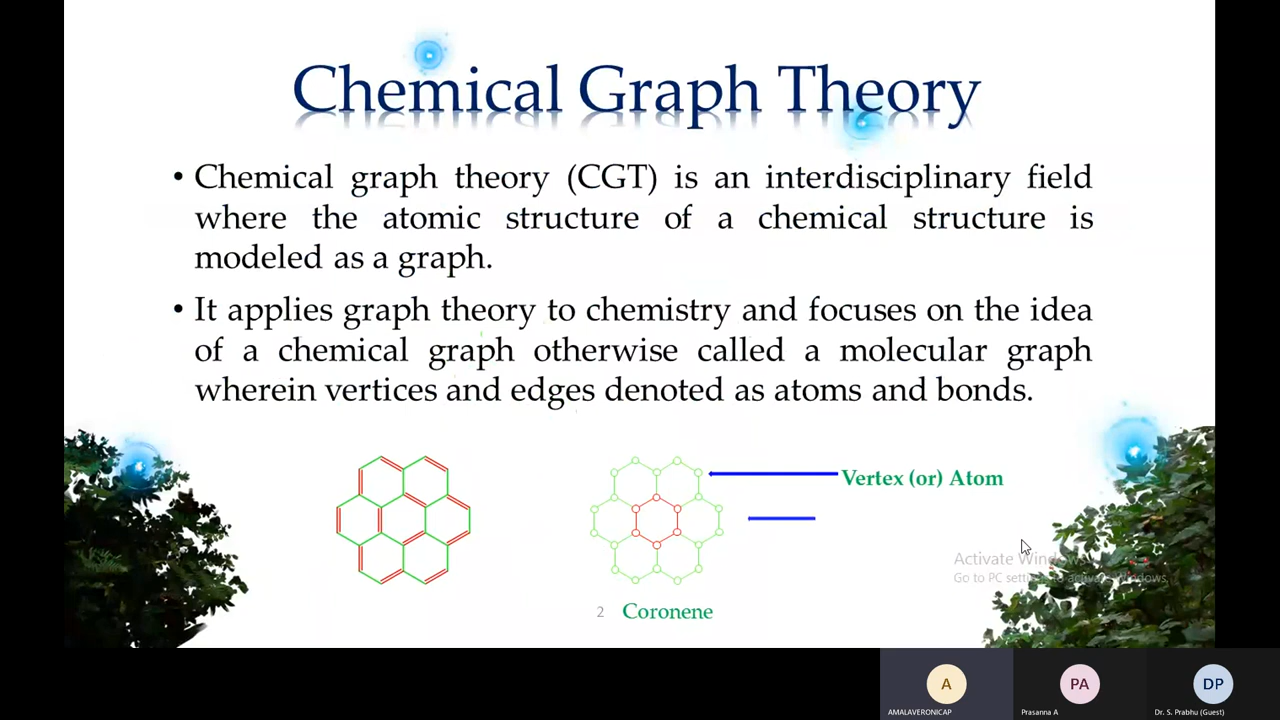 Chemical Graph Theory
• Chemical graph theory (CGT) is an interdisciplinary field
where the atomic structure of a chemical structure is
modeled as a graph.
• It applies graph theory to chemistry and focuses on the idea
of a chemical graph otherwise called a molecular graph
wherein vertices and edges denoted as atoms and bonds.
Vertex (or) Atom
Activate Windows
Go to PC settings to activate Windows.
2 Coronene
A
PA
DP
AMALAVERONICAP
Prasanna A
Dr. S. Prabhu (Guest)